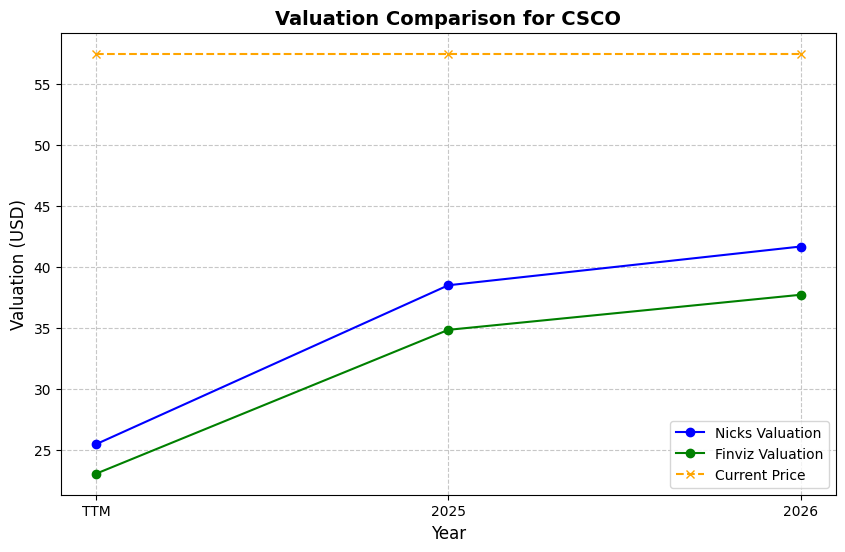 Valuation Comparison for CSCO
Valuation (USD)
55
50
45
40
35
30
25
TTM
2025
2026
Year
Nicks Valuation
Finviz Valuation
Current Price